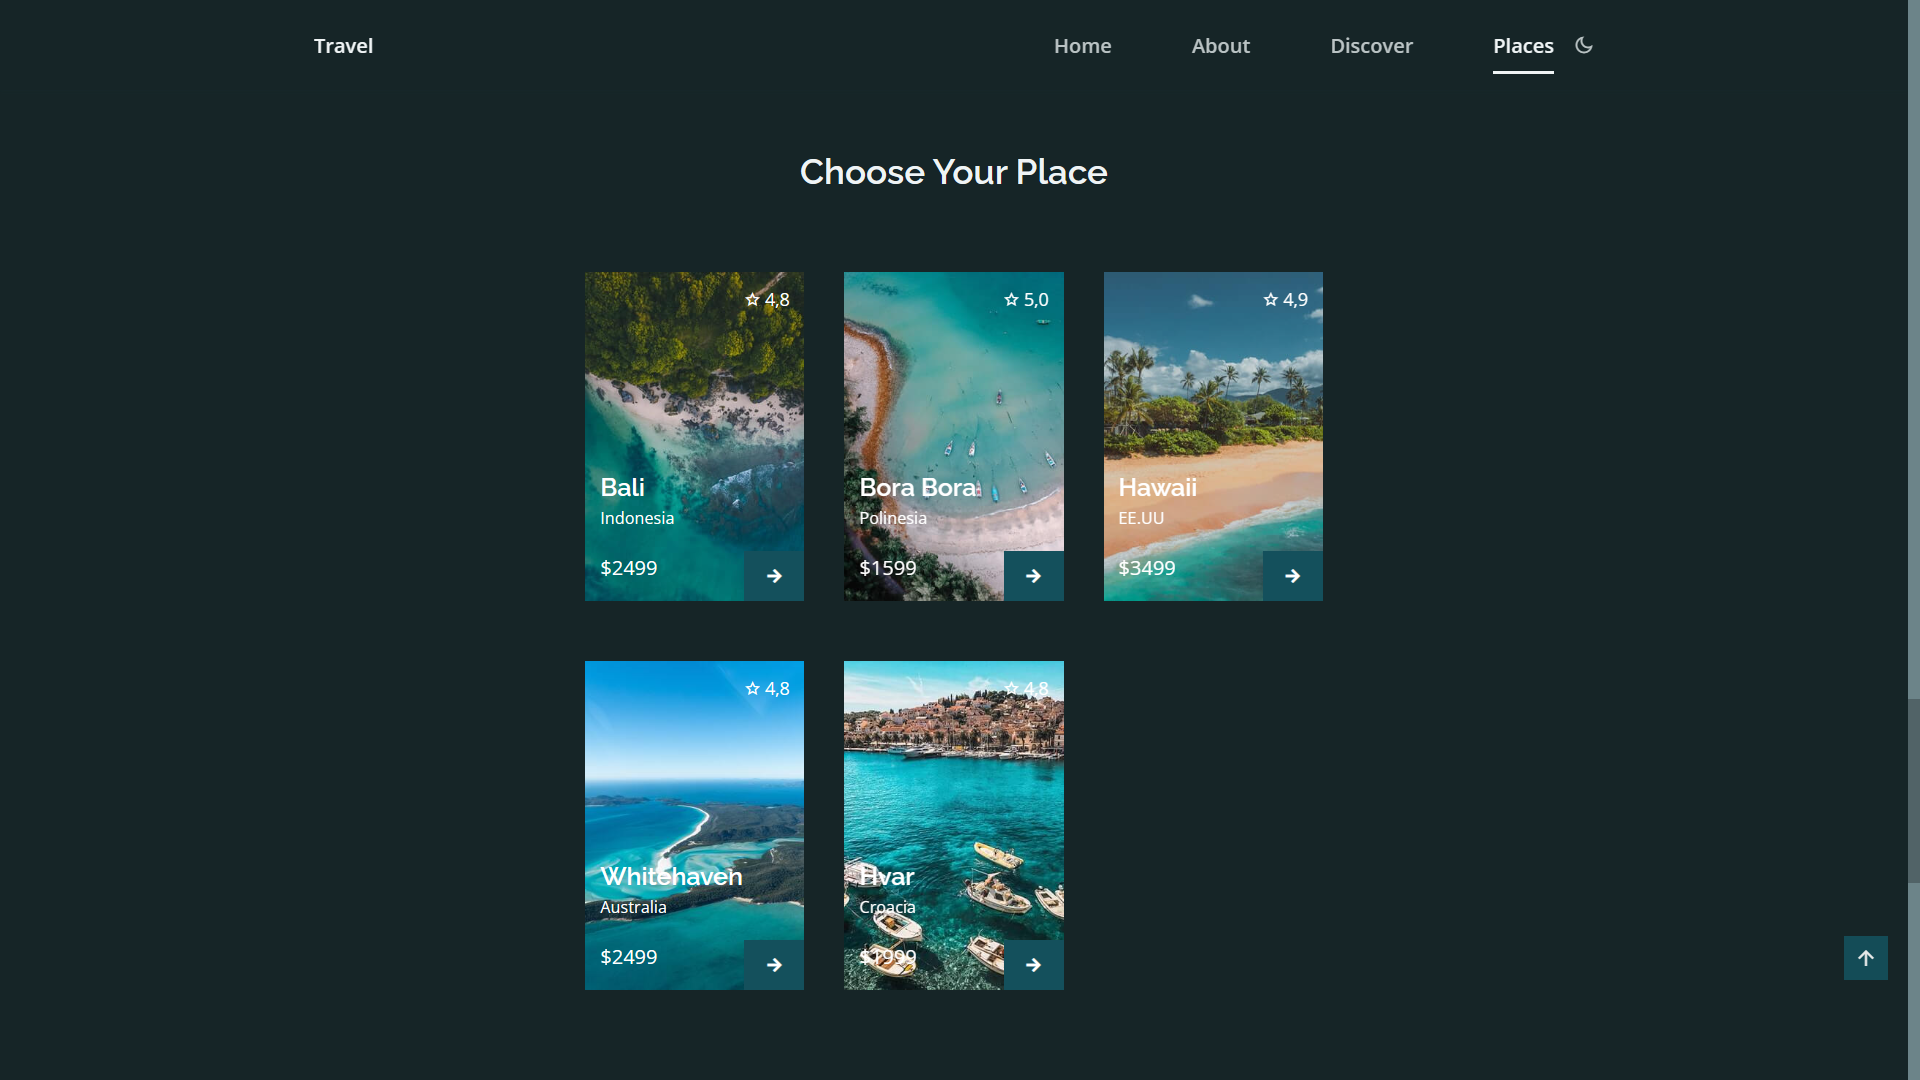 Travel
Home
About
Discover
Places
Choose Your Place
4,8
Bali
Indonesia
$2499
5,0
Bora Bora
Polinesia
$1599
4,9
Hawaii
EE.UU
$3499
4,8
Whitehaven
Australia
$2499
4,8
Hvar
Croacia
$1999